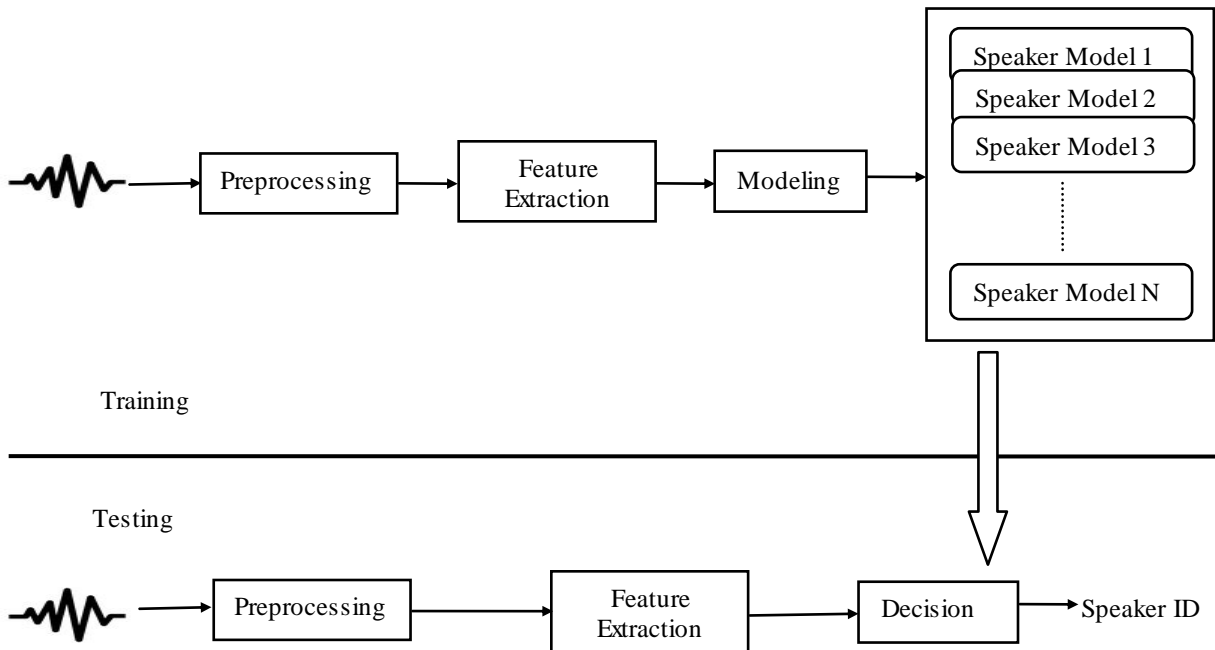 Speaker Model 1
Speaker Model 2
Speaker Model 3
Preprocessing
Feature
Extraction
Modeling
Speaker Model N
Training
Testing
Preprocessing
Feature
Extraction
Decision
Speaker ID